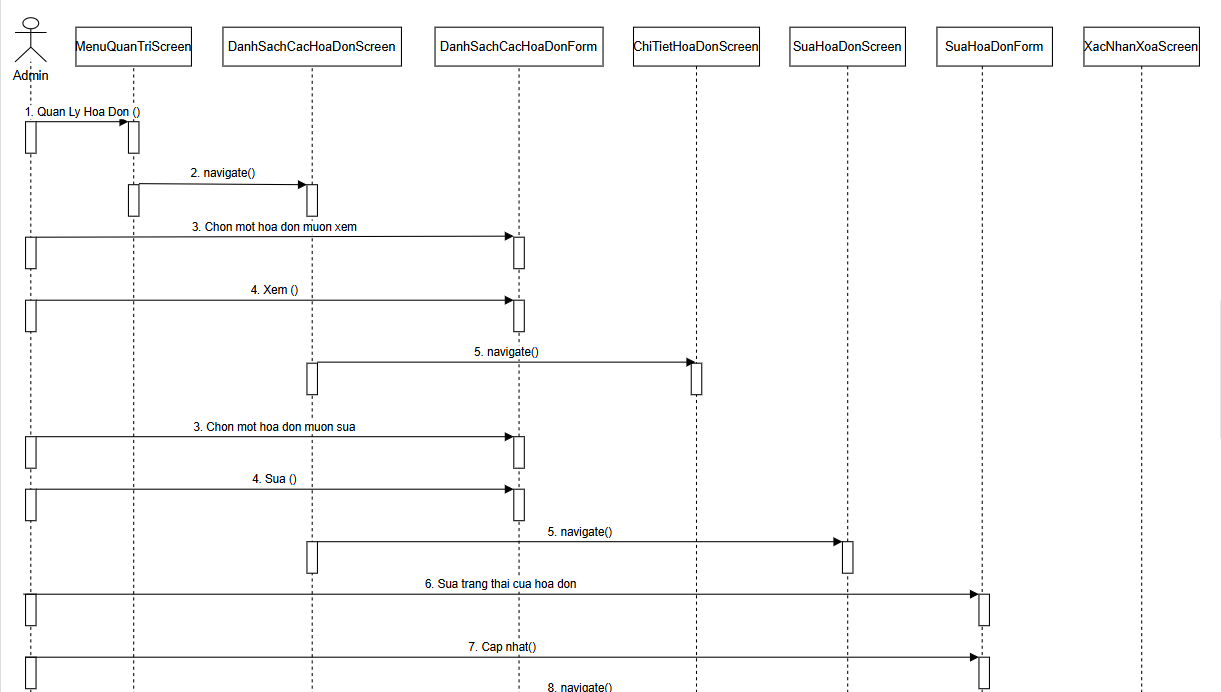 MenuQuanTriScreen
DanhSachCacHoaDonScreen
DanhSachCacHoaDonForm
ChiTietHoaDonScreen
SuaHoaDonScreen
SuaHoaDonForm
XacNhanXoaScreen
Admin
1. Quan Ly Hoa Don ()
2. navigate()
3. Chon mot hoa don muon xem
4. Xem ()
5. navigate()
3. Chon mot hoa don muon sua
4. Sua ()
5. navigate()
6. Sua trang thai cua hoa don
7. Cap nhat()
8. navigate()